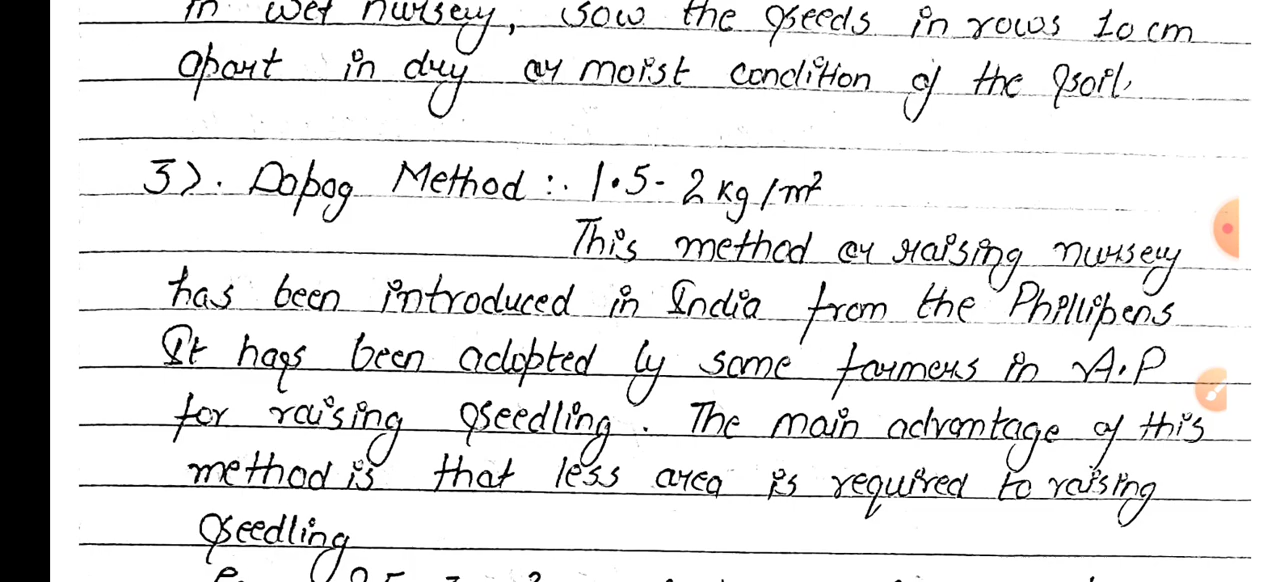 In wet nursey, sow the seeds in rows 10 cm
apart in dry or moist condition of the soil.
3). Dapog Method :. 1.5 - 2 kg / m²
This method or raising nursery
has been introduced in India from the Phillipens
It hags been adopted by some farmers in A.P
for raising seedling. The main advantage of this
method is that less area is required to raising
seedling